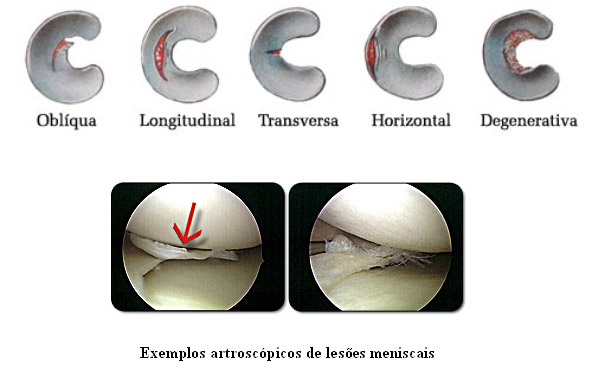 Oblíqua Longitudinal Transversa Horizontal Degenerativa
Exemplos artroscópicos de lesões meniscais